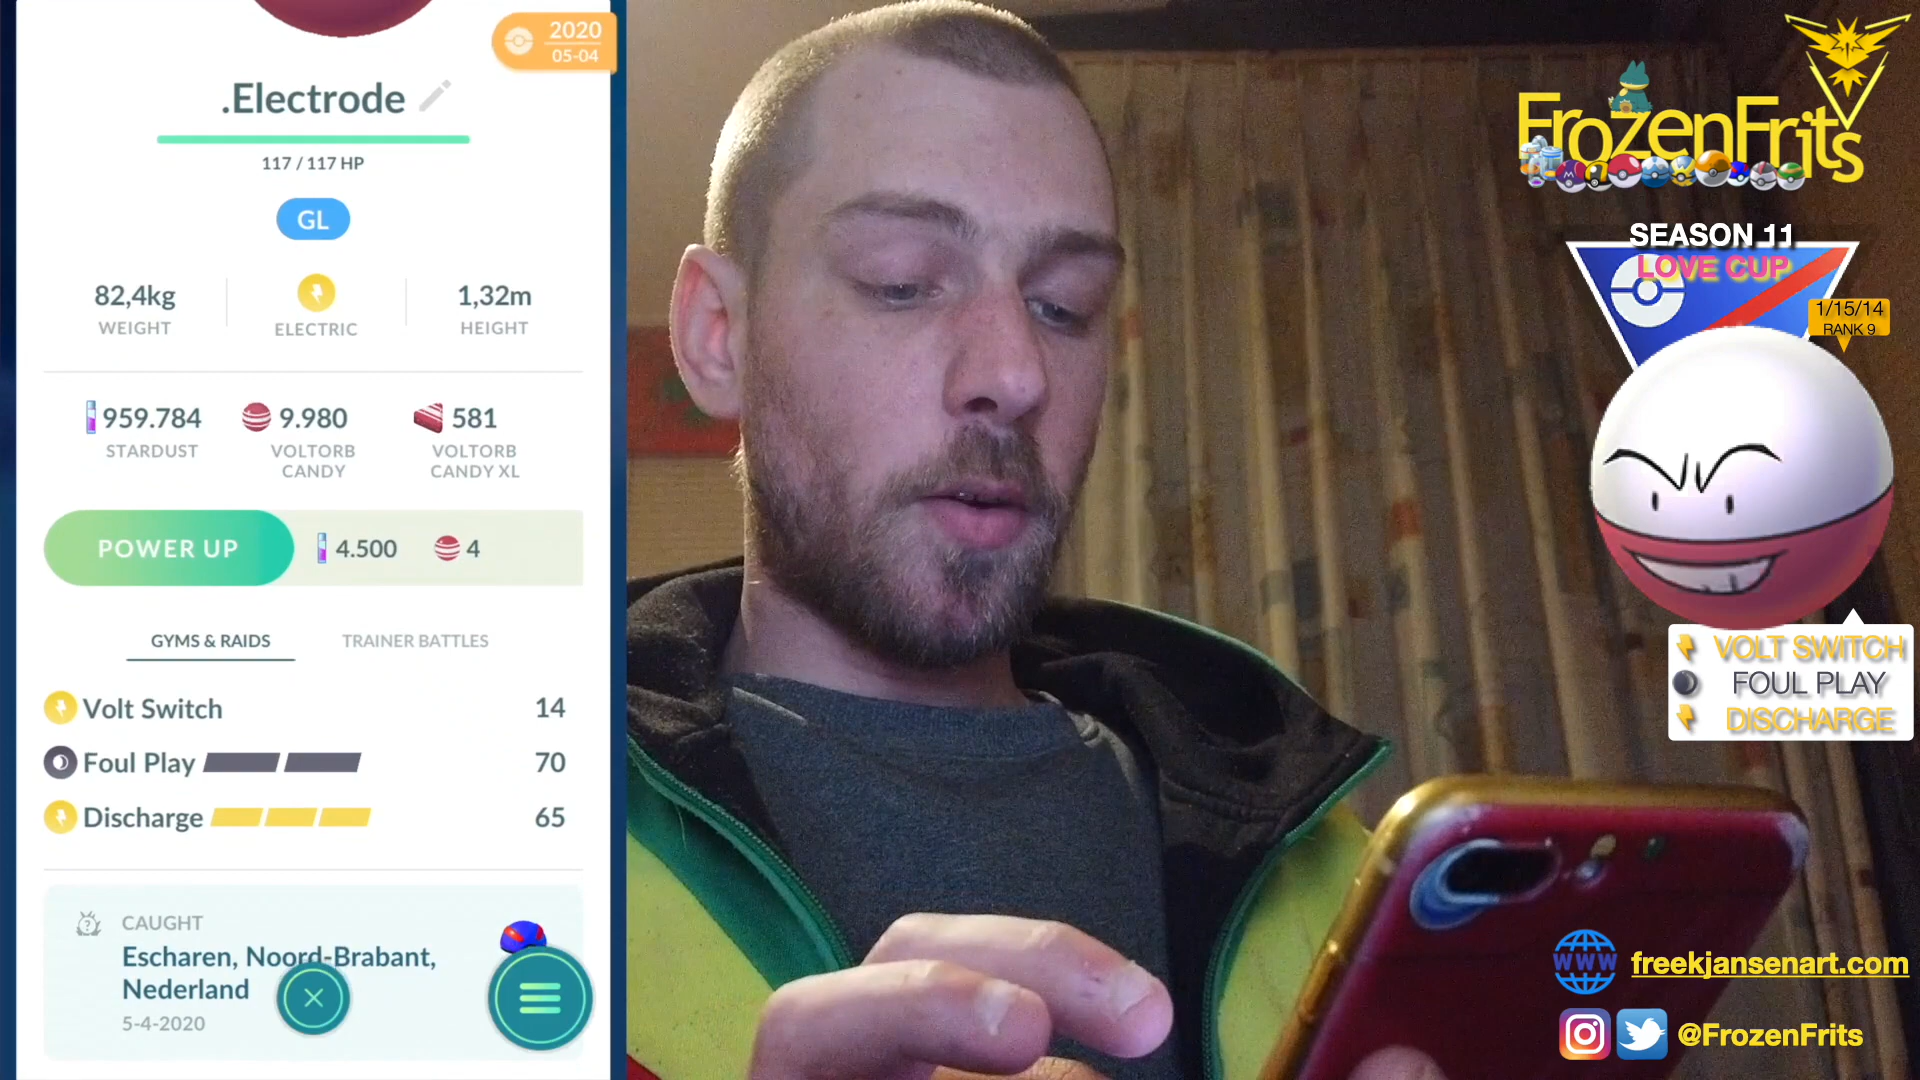 2020
05-04
.Electrode
117 / 117 HP
GL
82,4kg
WEIGHT
ELECTRIC
1,32m
HEIGHT
959.784
STARDUST
9.980
VOLTORB
CANDY
581
VOLTORB
CANDY XL
POWER UP
4.500
4
GYMS & RAIDS
TRAINER BATTLES
Volt Switch 14
Foul Play 70
Discharge 65
CAUGHT
Escharen, Noord-Brabant,
Nederland
5-4-2020
FrozenFrits
SEASON 11
LOVE CUP
1/15/14
RANK 9
VOLT SWITCH
FOUL PLAY
DISCHARGE
WWW
freekjansenart.com
@FrozenFrits